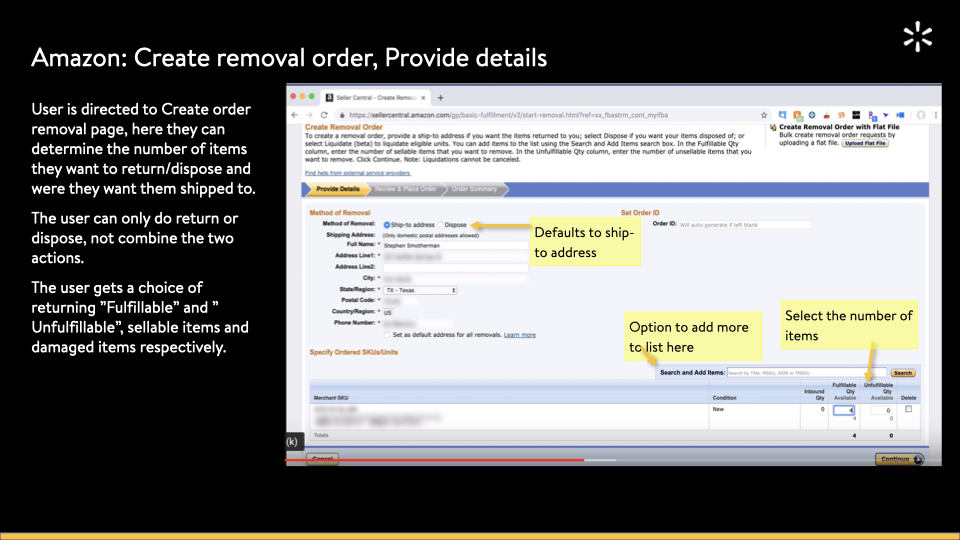 Amazon: Create removal order, Provide details
User is directed to Create order
removal page, here they can
determine the number of items
they want to return/dispose and
were they want them shipped to.
The user can only do return or
dispose, not combine the two
actions.
The user gets a choice of
returning ”Fulfillable” and ”
Unfulfillable”, sellable items and
damaged items respectively.
Seller Central - Create Remov
https://sellercentral.amazon.com/gp/basic-fulfillment/v2/start-removal.html?ref=xx_fbastrm_cont_myifba
Create Removal Order
To create a removal order, provide a ship-to address if you want the items returned to you; select Dispose if you want your items disposed of; or
select Liquidate (beta) to liquidate eligible units. You can add items to the list using the Search and Add Items search box. In the Fulfillable Qty
column, enter the number of sellable items that you want to remove. In the Unfulfillable Qty column, enter the number of unsellable items that you
want to remove. Click Continue. Note: Liquidations cannot be canceled.
Find help from external service providers.
Create Removal Order with Flat File
Bulk create removal order requests by
uploading a flat file. Upload Flat File
Provide Details Review & Place Order Order Summary
Method of Removal
Method of Removal: Ship-to address Dispose
Shipping Address: (Only domestic postal addresses allowed)
Full Name: * Stephen Smotherman
Address Line1: *
Address Line2:
City: *
State/Region: * TX - Texas
Postal Code: *
Country/Region: * US
Phone Number: *
Set as default address for all removals. Learn more
Set Order ID
Order ID: Will auto-generate if left blank
Defaults to ship-
to address
Option to add more
to list here
Select the number of
items
Specify Ordered SKUs/Units
Search and Add Items: Search by Title, MSKU, ASIN or FNSKU Search
Merchant SKU Condition Inbound Qty Fulfillable Qty Available Unfulfillable Qty Available Delete
New 0 4 0
4 0
Totals 4 0
(k)
Cancel Continue